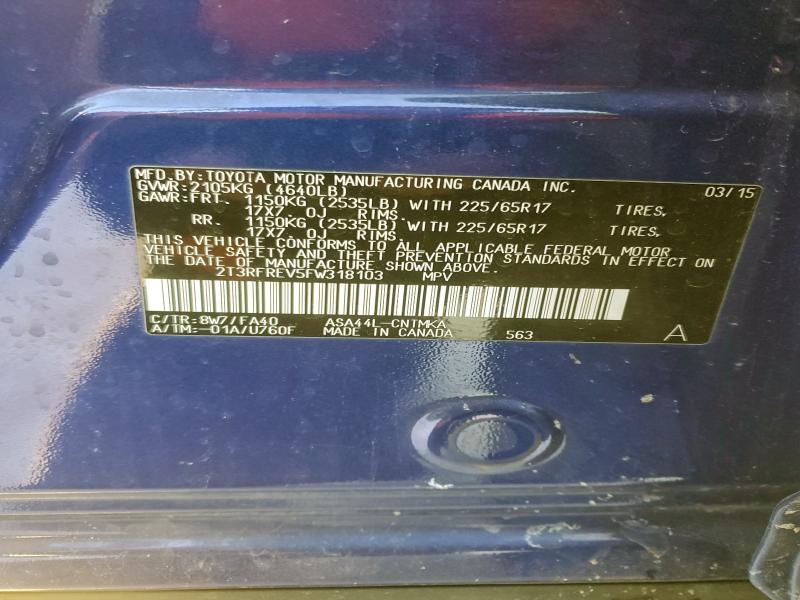 MFD.BY:TOYOTA MOTOR MANUFACTURING CANADA INC. 03/15
GVWR:2105KG (4640LB)
GAWR:FRT. 1150KG (2535LB) WITH 225/65R17 TIRES,
17X7 OJ RIMS.
RR. 1150KG (2535LB) WITH 225/65R17 TIRES,
17X7 OJ RIMS.
THIS VEHICLE CONFORMS TO ALL APPLICABLE FEDERAL MOTOR
VEHICLE SAFETY AND THEFT PREVENTION STANDARDS IN EFFECT ON
THE DATE OF MANUFACTURE SHOWN ABOVE.
2T3RFREV5FW318103 MPV
C/TR:8W7/FA40 ASA44L-CNTMKA
A/TM:-01A/U760F MADE IN CANADA 563 A